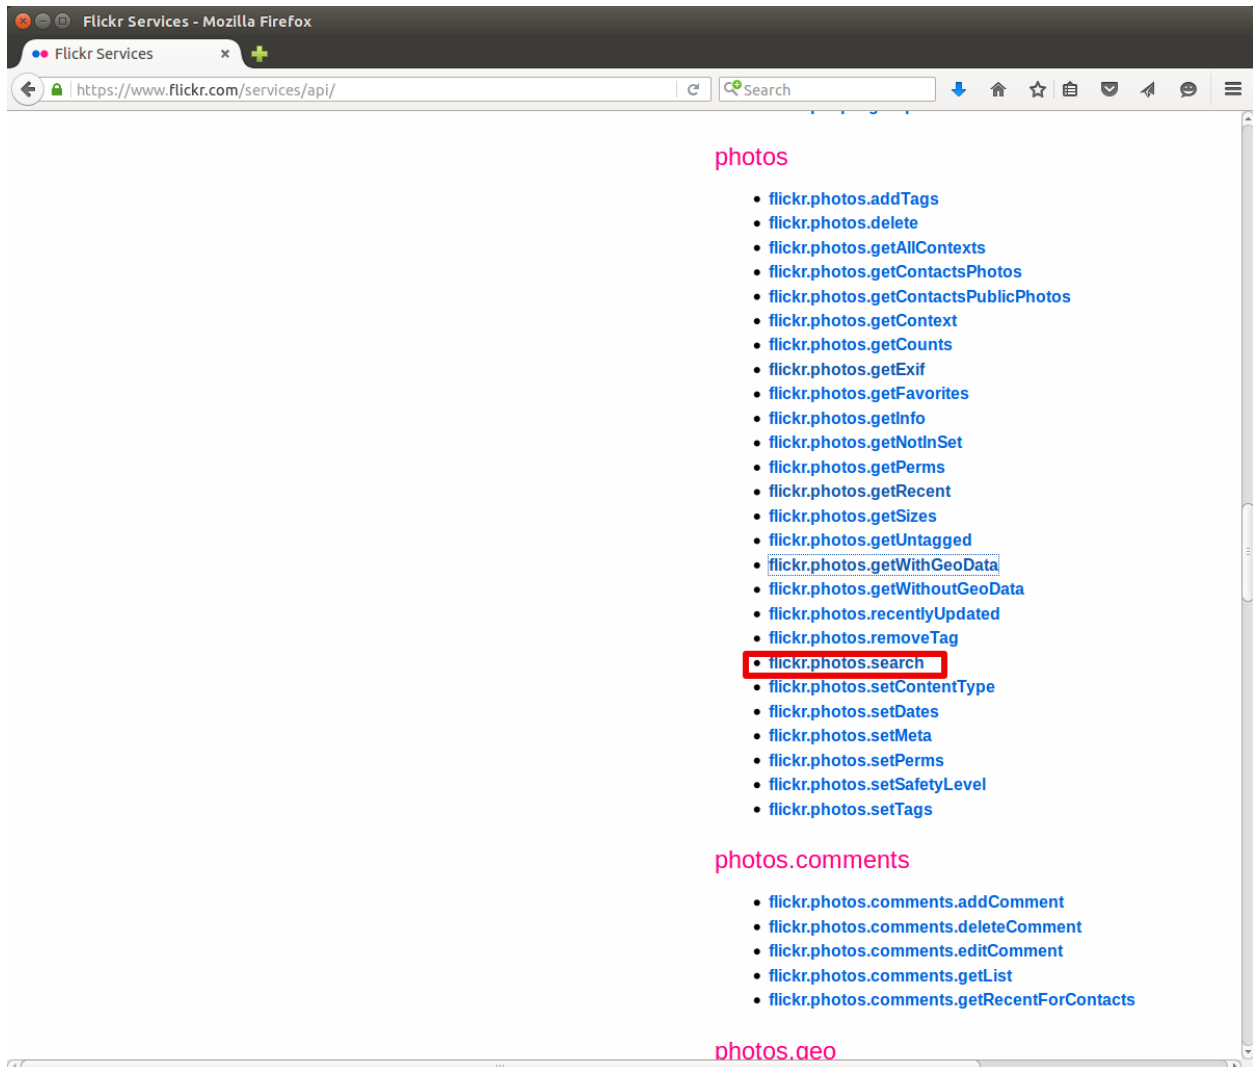 Flickr Services - Mozilla Firefox
Flickr Services
https://www.flickr.com/services/api/
Search
photos
flickr.photos.addTags
flickr.photos.delete
flickr.photos.getAllContexts
flickr.photos.getContactsPhotos
flickr.photos.getContactsPublicPhotos
flickr.photos.getContext
flickr.photos.getCounts
flickr.photos.getExif
flickr.photos.getFavorites
flickr.photos.getInfo
flickr.photos.getNotInSet
flickr.photos.getPerms
flickr.photos.getRecent
flickr.photos.getSizes
flickr.photos.getUntagged
flickr.photos.getWithGeoData
flickr.photos.getWithoutGeoData
flickr.photos.recentlyUpdated
flickr.photos.removeTag
flickr.photos.search
flickr.photos.setContentType
flickr.photos.setDates
flickr.photos.setMeta
flickr.photos.setPerms
flickr.photos.setSafetyLevel
flickr.photos.setTags
photos.comments
flickr.photos.comments.addComment
flickr.photos.comments.deleteComment
flickr.photos.comments.editComment
flickr.photos.comments.getList
flickr.photos.comments.getRecentForContacts
photos.geo